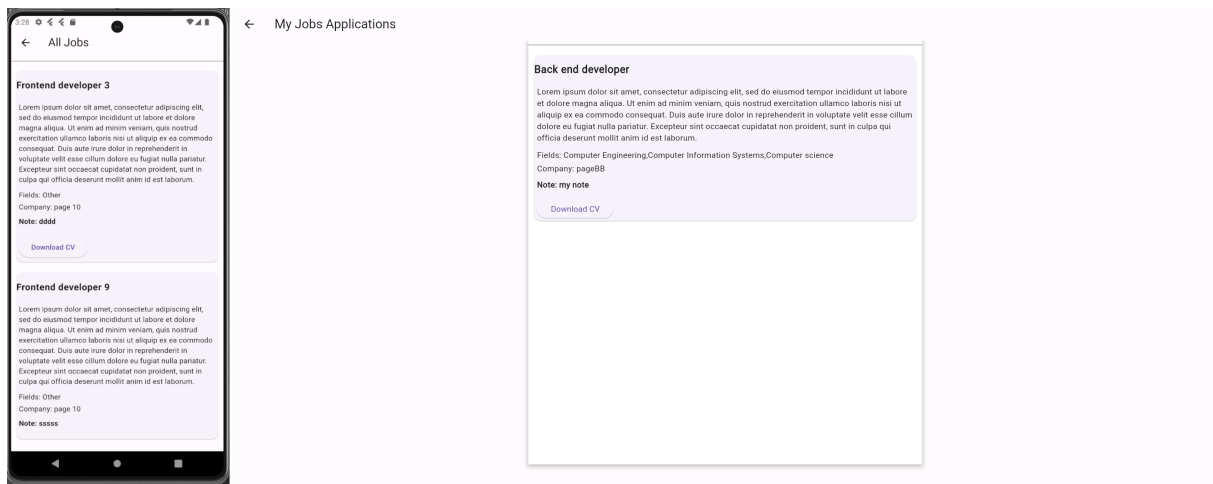 3:28
All Jobs
Frontend developer 3
Lorem ipsum dolor sit amet, consectetur adipiscing elit,
sed do eiusmod tempor incididunt ut labore et dolore
magna aliqua. Ut enim ad minim veniam, quis nostrud
exercitation ullamco laboris nisi ut aliquip ex ea commodo
consequat. Duis aute irure dolor in reprehenderit in
voluptate velit esse cillum dolore eu fugiat nulla pariatur.
Excepteur sint occaecat cupidatat non proident, sunt in
culpa qui officia deserunt mollit anim id est laborum.
Fields: Other
Company: page 10
Note: dddd
Download CV
Frontend developer 9
Lorem ipsum dolor sit amet, consectetur adipiscing elit,
sed do eiusmod tempor incididunt ut labore et dolore
magna aliqua. Ut enim ad minim veniam, quis nostrud
exercitation ullamco laboris nisi ut aliquip ex ea commodo
consequat. Duis aute irure dolor in reprehenderit in
voluptate velit esse cillum dolore eu fugiat nulla pariatur.
Excepteur sint occaecat cupidatat non proident, sunt in
culpa qui officia deserunt mollit anim id est laborum.
Fields: Other
Company: page 10
Note: sssss
My Jobs Applications
Back end developer
Lorem ipsum dolor sit amet, consectetur adipiscing elit, sed do eiusmod tempor incididunt ut labore
et dolore magna aliqua. Ut enim ad minim veniam, quis nostrud exercitation ullamco laboris nisi ut
aliquip ex ea commodo consequat. Duis aute irure dolor in reprehenderit in voluptate velit esse cillum
dolore eu fugiat nulla pariatur. Excepteur sint occaecat cupidatat non proident, sunt in culpa qui
officia deserunt mollit anim id est laborum.
Fields: Computer Engineering,Computer Information Systems,Computer science
Company: pageBB
Note: my note
Download CV